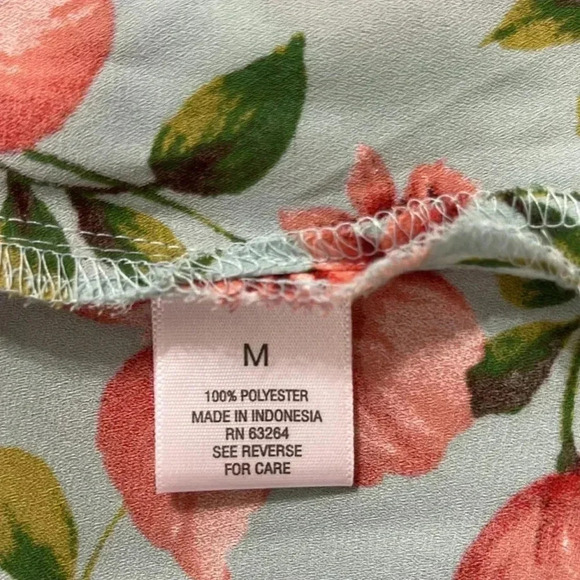 M
100% POLYESTER
MADE IN INDONESIA
RN 63264
SEE REVERSE
FOR CARE